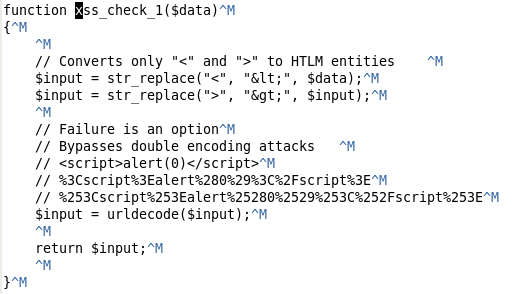 function xss_check_1($data)^M
{^M
    ^M
    // Converts only "<" and ">" to HTLM entities    ^M
    $input = str_replace("<", "&lt;", $data);^M
    $input = str_replace(">", "&gt;", $input);^M
    ^M
    // Failure is an option^M
    // Bypasses double encoding attacks   ^M
    // <script>alert(0)</script>^M
    // %3Cscript%3Ealert%280%29%3C%2Fscript%3E^M
    // %253Cscript%253Ealert%25280%2529%253C%252Fscript%253E^M
    $input = urldecode($input);^M
    ^M
    return $input;^M
    ^M
}^M